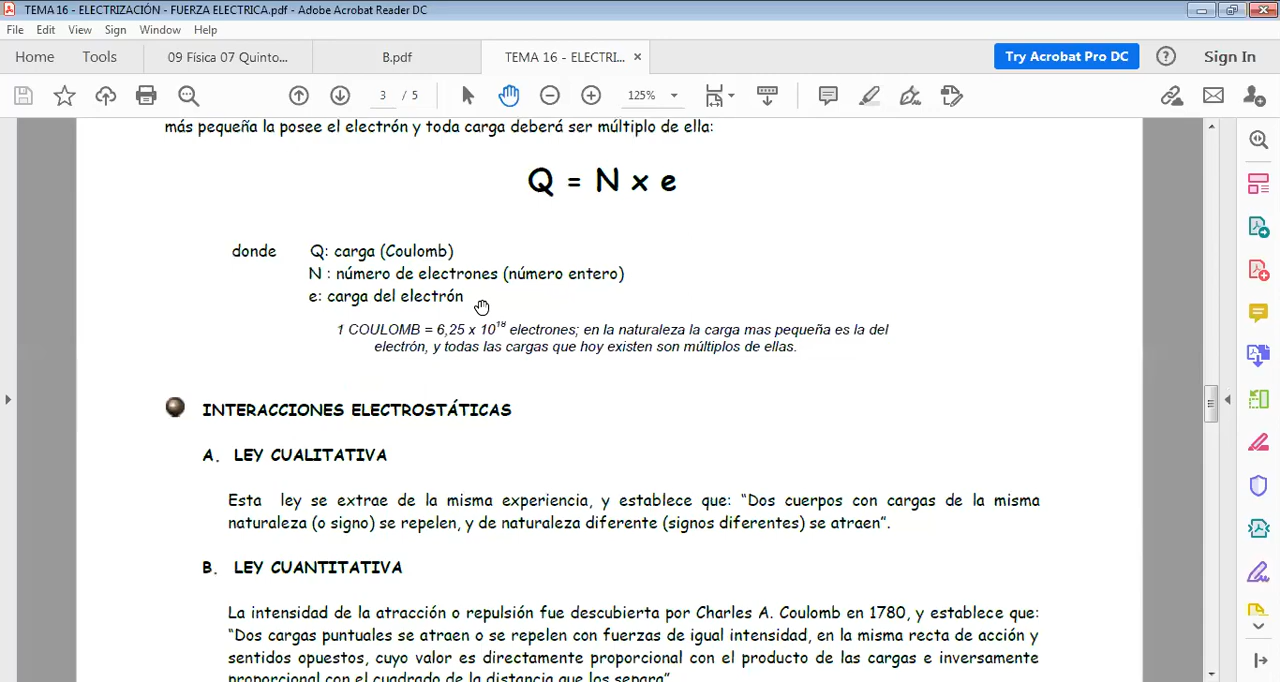 TEMA 16 - ELECTRIZACIÓN - FUERZA ELECTRICA.pdf - Adobe Acrobat Reader DC
File Edit View Sign Window Help
Home Tools 09 Física 07 Quinto... B.pdf TEMA 16 - ELECTRI... × Try Acrobat Pro DC ? Sign In
3 / 5 125%
más pequeña la posee el electrón y toda carga deberá ser múltiplo de ella:
Q = N x e
donde Q: carga (Coulomb)
N : número de electrones (número entero)
e: carga del electrón
1 COULOMB = 6,25 x 10¹⁸ electrones; en la naturaleza la carga mas pequeña es la del
electrón, y todas las cargas que hoy existen son múltiplos de ellas.
INTERACCIONES ELECTROSTÁTICAS
A. LEY CUALITATIVA
Esta ley se extrae de la misma experiencia, y establece que: “Dos cuerpos con cargas de la misma
naturaleza (o signo) se repelen, y de naturaleza diferente (signos diferentes) se atraen”.
B. LEY CUANTITATIVA
La intensidad de la atracción o repulsión fue descubierta por Charles A. Coulomb en 1780, y establece que:
“Dos cargas puntuales se atraen o se repelen con fuerzas de igual intensidad, en la misma recta de acción y
sentidos opuestos, cuyo valor es directamente proporcional con el producto de las cargas e inversamente
proporcional con el cuadrado de la distancia que los separa”